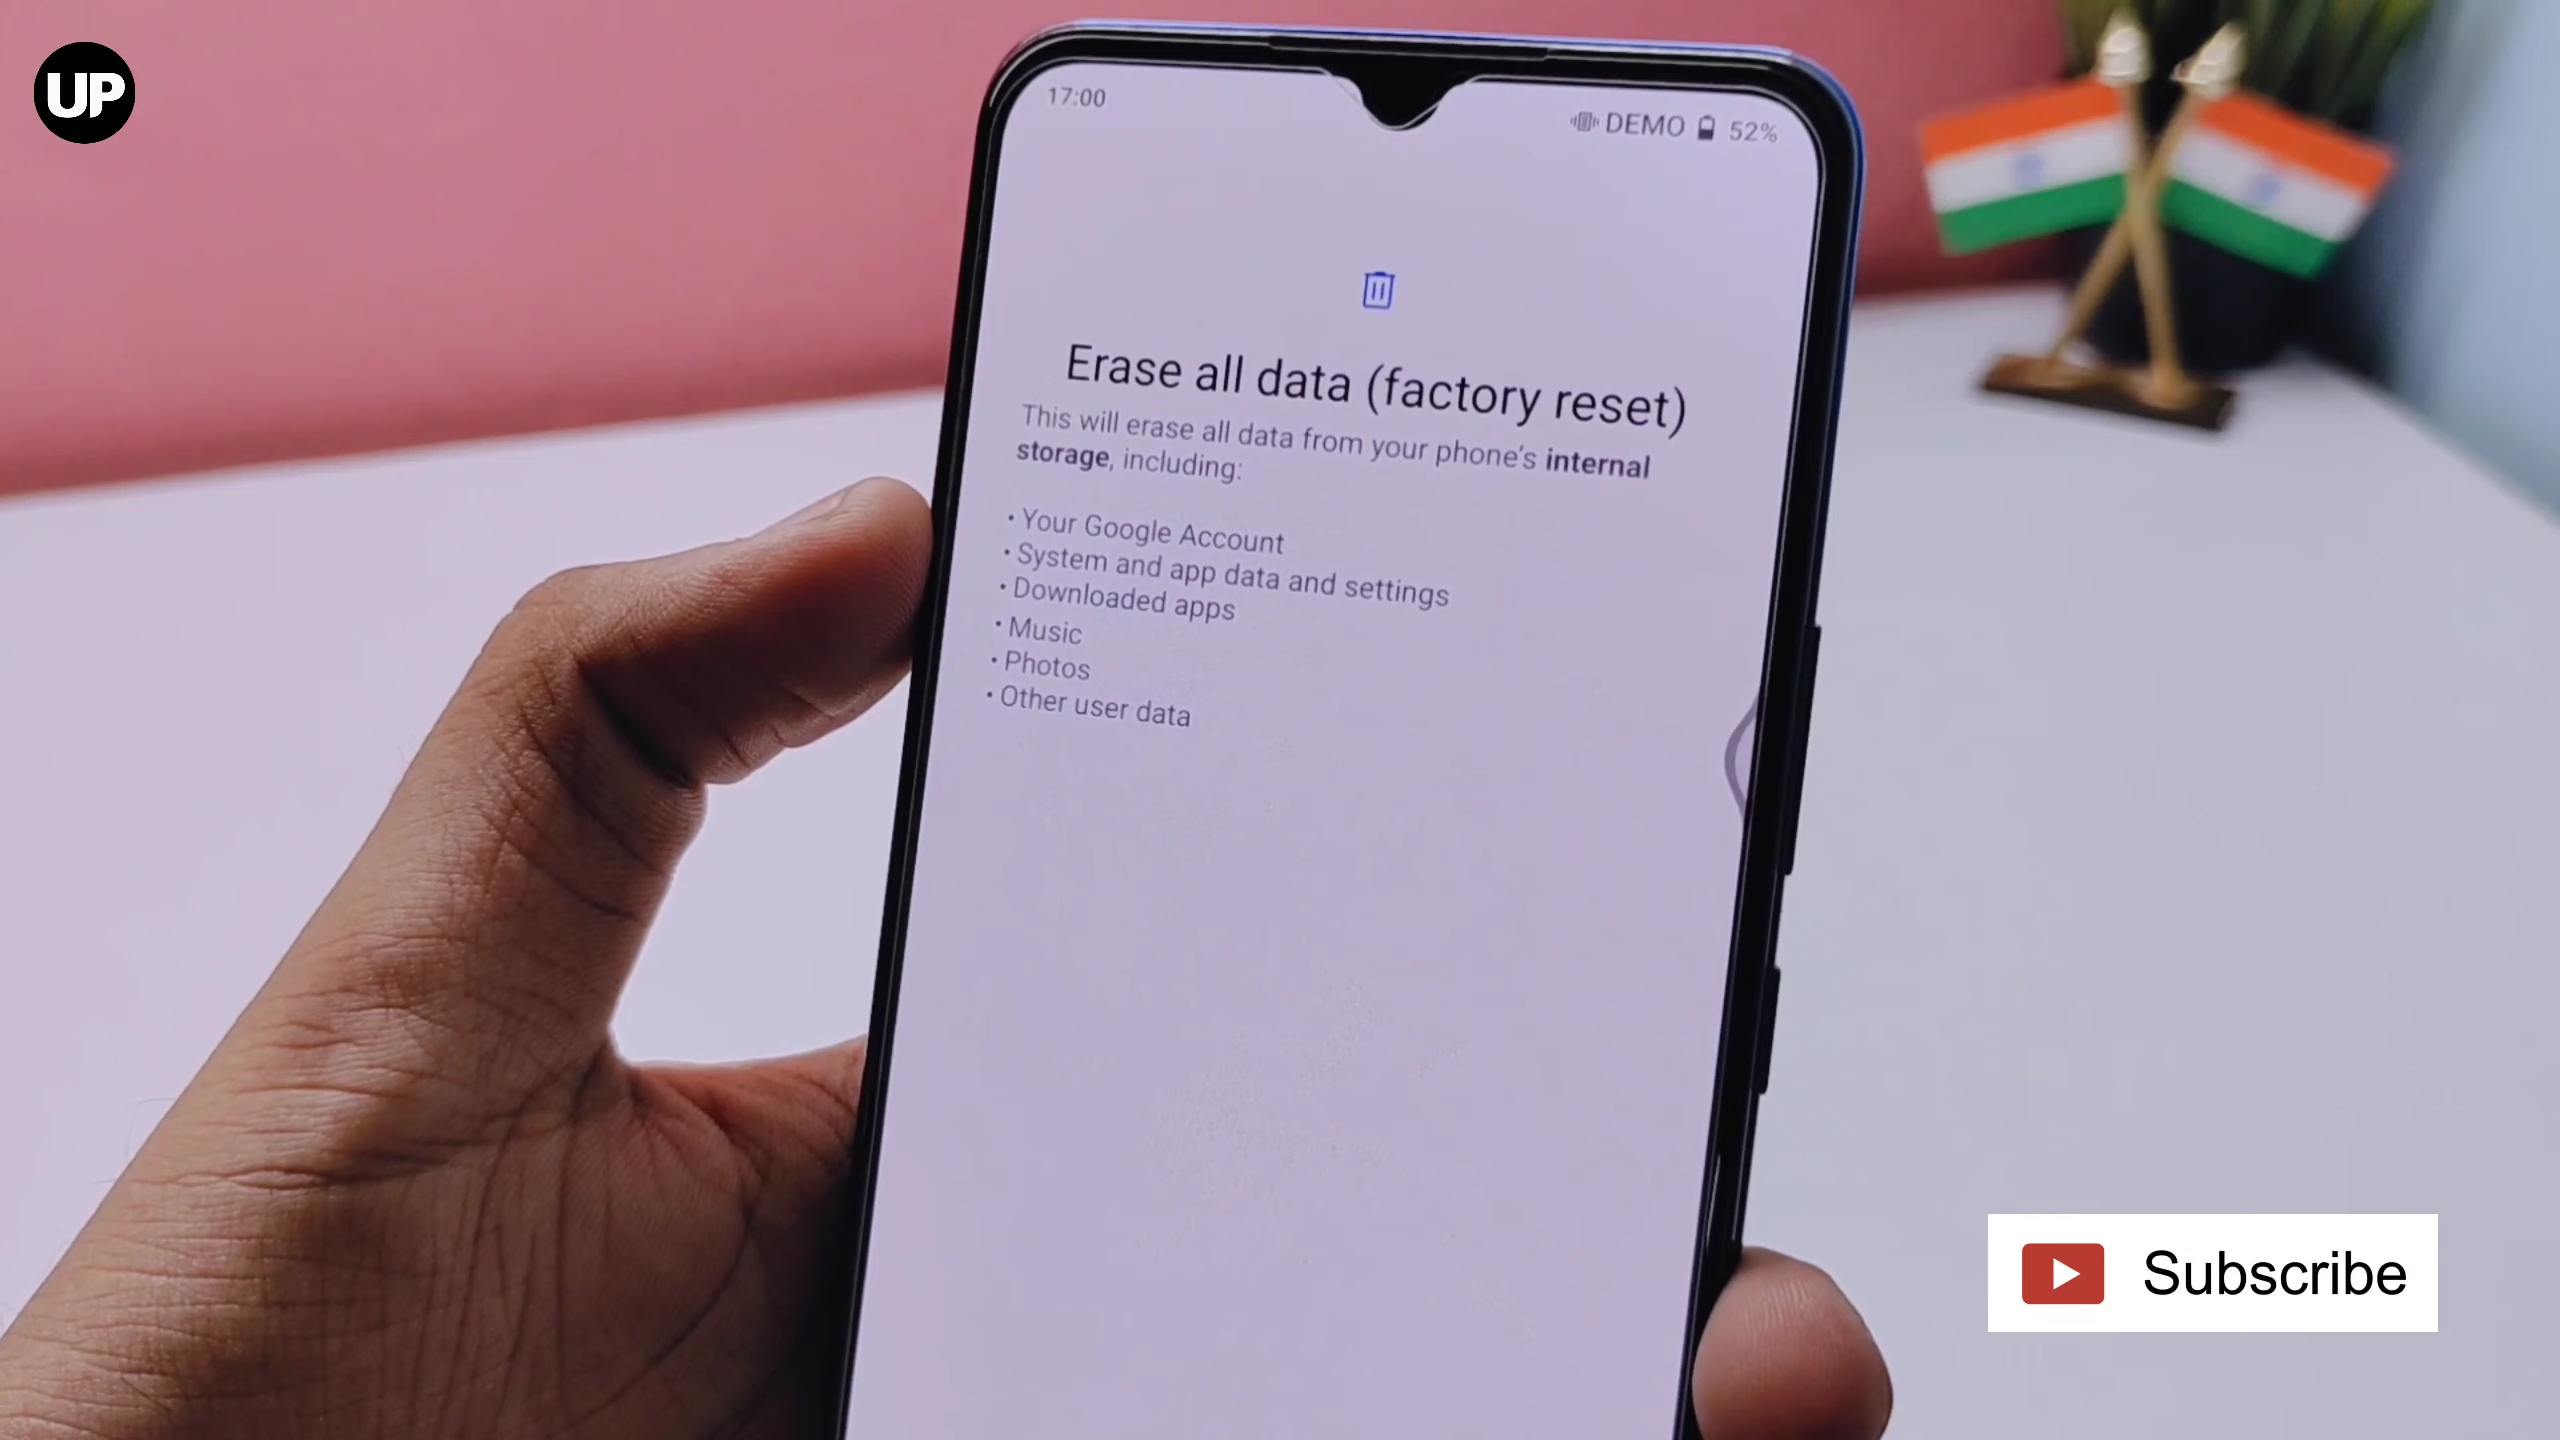 UP
17:00
DEMO 52%
Erase all data (factory reset)
This will erase all data from your phone's internal
storage, including:
• Your Google Account
• System and app data and settings
• Downloaded apps
• Music
• Photos
• Other user data
Subscribe